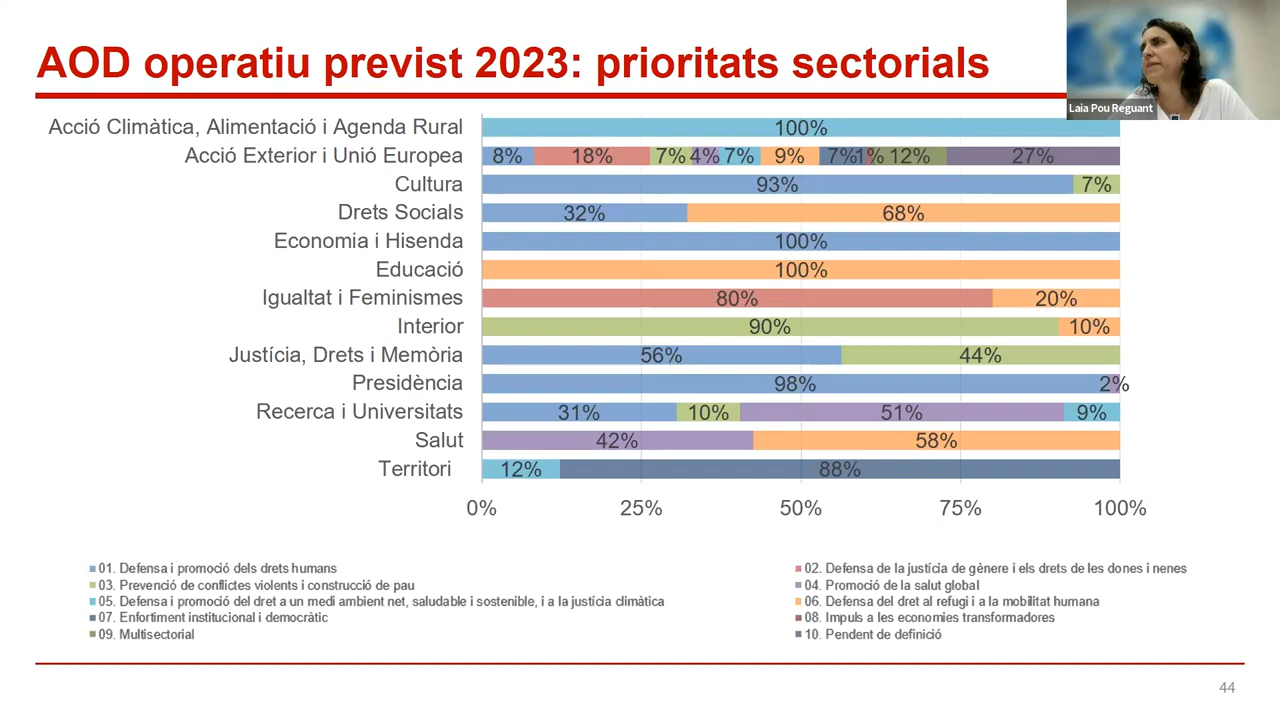 AOD operatiu previst 2023: prioritats sectorials
Laia Pou Reguant
Acció Climàtica, Alimentació i Agenda Rural 100%
Acció Exterior i Unió Europea 8% 18% 7% 4% 7% 9% 7% 1% 12% 27%
Cultura 93% 7%
Drets Socials 32% 68%
Economia i Hisenda 100%
Educació 100%
Igualtat i Feminismes 80% 20%
Interior 90% 10%
Justícia, Drets i Memòria 56% 44%
Presidència 98% 2%
Recerca i Universitats 31% 10% 51% 9%
Salut 42% 58%
Territori 12% 88%
0% 25% 50% 75% 100%
01. Defensa i promoció dels drets humans
02. Defensa de la justícia de gènere i els drets de les dones i nenes
03. Prevenció de conflictes violents i construcció de pau
04. Promoció de la salut global
05. Defensa i promoció del dret a un medi ambient net, saludable i sostenible, i a la justícia climàtica
06. Defensa del dret al refugi i a la mobilitat humana
07. Enfortiment institucional i democràtic
08. Impuls a les economies transformadores
09. Multisectorial
10. Pendent de definició
44